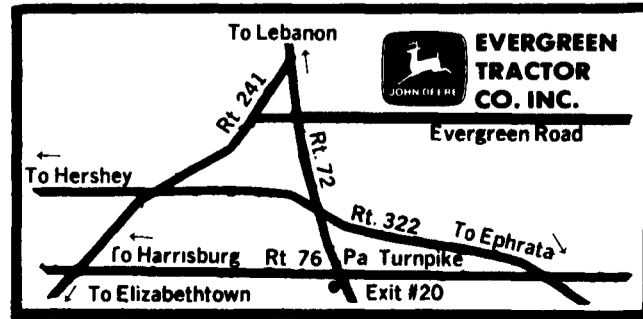 To Lebanon
EVERGREEN
TRACTOR
CO. INC.
JOHN DEERE
Rt 241
Evergreen Road
Rt. 72
To Hershey
Rt. 322
To Ephrata
To Harrisburg Rt 76 Pa Turnpike
To Elizabethtown Exit #20